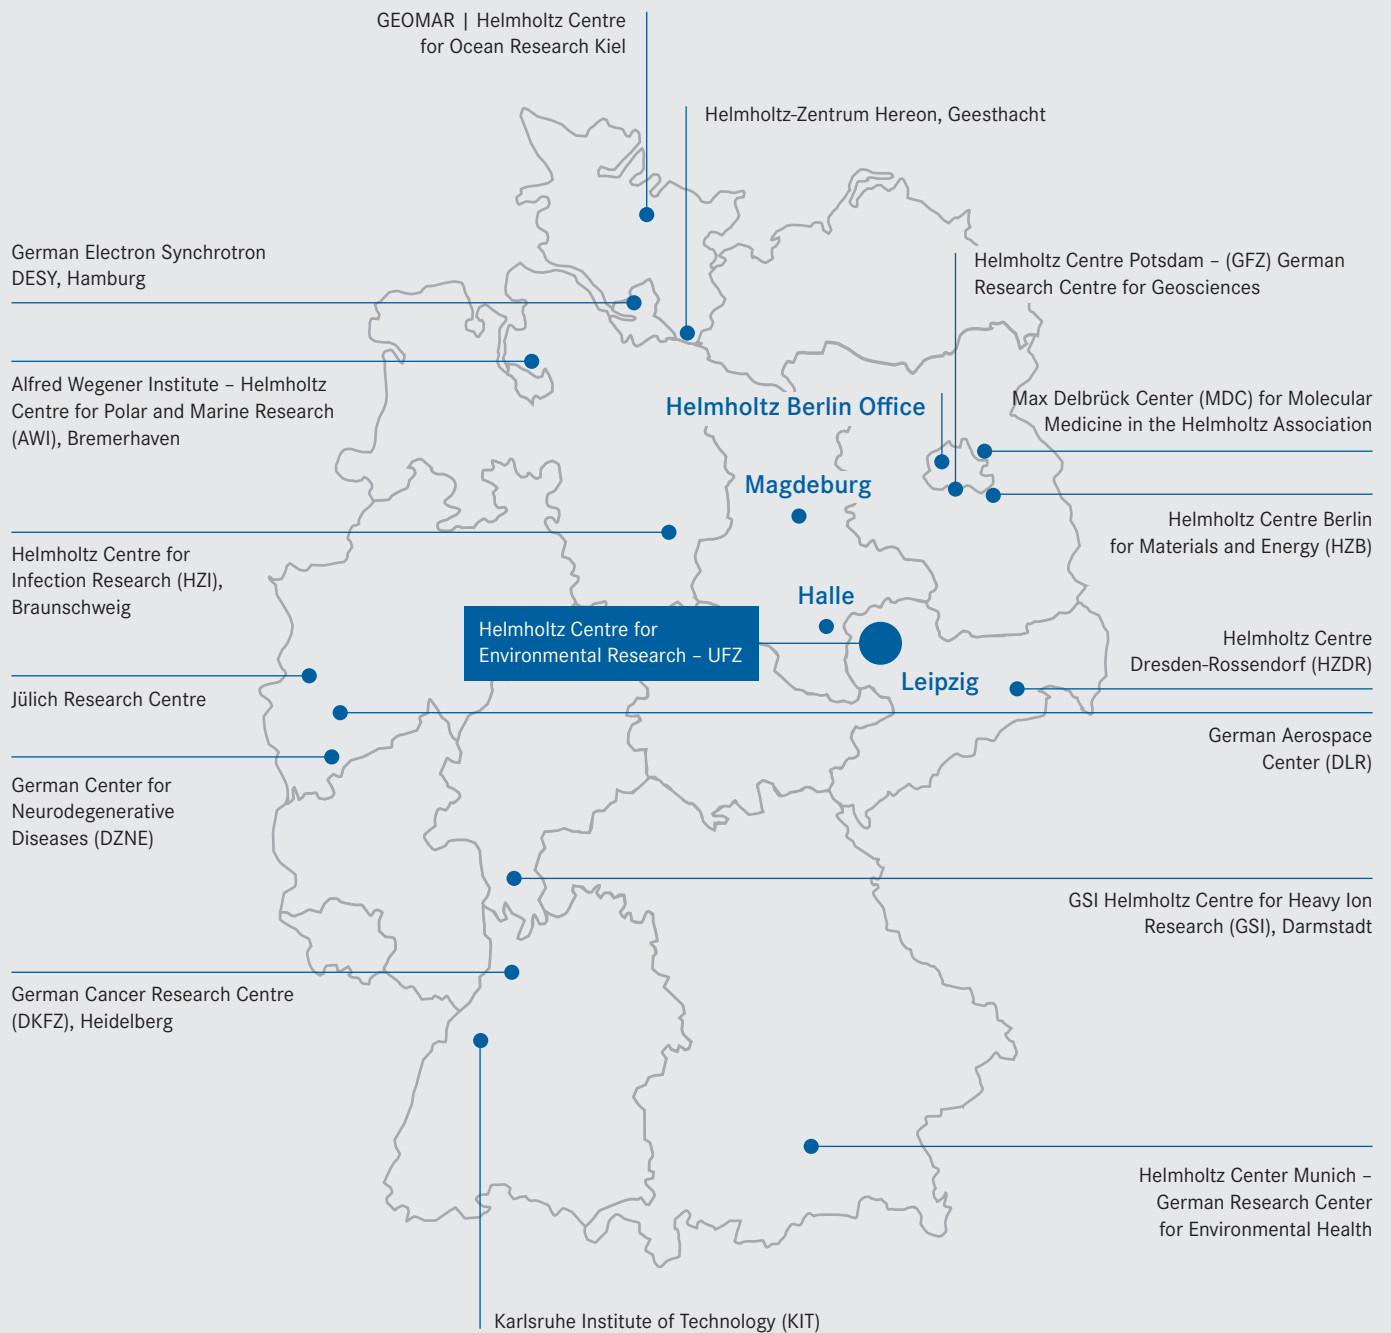 GEOMAR | Helmholtz Centre
for Ocean Research Kiel
Helmholtz-Zentrum Hereon, Geesthacht
German Electron Synchrotron
DESY, Hamburg
Helmholtz Centre Potsdam – (GFZ) German
Research Centre for Geosciences
Alfred Wegener Institute – Helmholtz
Centre for Polar and Marine Research
(AWI), Bremerhaven
Helmholtz Berlin Office
Max Delbrück Center (MDC) for Molecular
Medicine in the Helmholtz Association
Magdeburg
Helmholtz Centre Berlin
for Materials and Energy (HZB)
Helmholtz Centre for
Infection Research (HZI),
Braunschweig
Halle
Helmholtz Centre for
Environmental Research – UFZ
Leipzig
Helmholtz Centre
Dresden-Rossendorf (HZDR)
Jülich Research Centre
German Aerospace
Center (DLR)
German Center for
Neurodegenerative
Diseases (DZNE)
GSI Helmholtz Centre for Heavy Ion
Research (GSI), Darmstadt
German Cancer Research Centre
(DKFZ), Heidelberg
Helmholtz Center Munich –
German Research Center
for Environmental Health
Karlsruhe Institute of Technology (KIT)